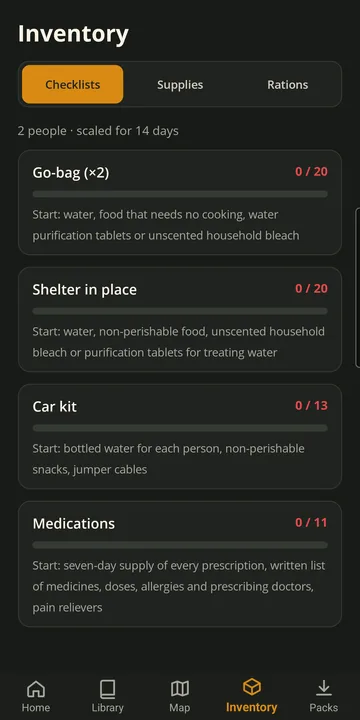 Inventory
Checklists
Supplies
Rations
2 people · scaled for 14 days
Go-bag (×2)
0 / 20
Start: water, food that needs no cooking, water
purification tablets or unscented household bleach
Shelter in place
0 / 20
Start: water, non-perishable food, unscented household
bleach or purification tablets for treating water
Car kit
0 / 13
Start: bottled water for each person, non-perishable
snacks, jumper cables
Medications
0 / 11
Start: seven-day supply of every prescription, written list
of medicines, doses, allergies and prescribing doctors,
pain relievers
Home
Library
Map
Inventory
Packs